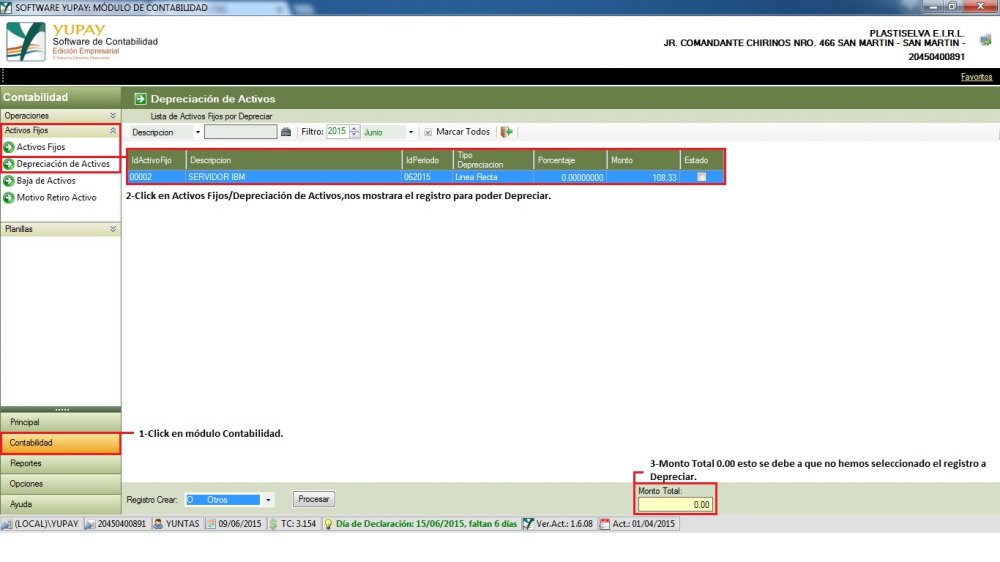 SOFTWARE YUPAY: MÓDULO DE CONTABILIDAD
YUPAY
Software de Contabilidad
Edición Empresarial
© Todos los Derechos Reservados
PLASTISELVA E.I.R.L.
JR. COMANDANTE CHIRINOS NRO. 466 SAN MARTIN - SAN MARTIN -
20450400891
Favoritos
Contabilidad
Depreciación de Activos
Operaciones
Lista de Activos Fijos por Depreciar
Activos Fijos
Descripcion Filtro: 2015 Junio Marcar Todos
Activos Fijos
Depreciación de Activos
Baja de Activos
Motivo Retiro Activo
Planillas
IdActivoFijo Descripcion IdPeriodo Tipo Depreciacion Porcentaje Monto Estado
00002 SERVIDOR IBM 062015 Linea Recta 0.00000000 108.33
2-Click en Activos Fijos/Depreciación de Activos,nos mostrara el registro para poder Depreciar.
Principal
Contabilidad
1-Click en módulo Contabilidad.
Reportes
Opciones
Ayuda
3-Monto Total 0.00 esto se debe a que no hemos seleccionado el registro a
Depreciar.
Registro Crear: O Otros Procesar
Monto Total:
0.00
(LOCAL)\YUPAY 20450400891 YUNTAS 09/06/2015 TC: 3.154 Día de Declaración: 15/06/2015, faltan 6 días Ver.Act.: 1.6.08 Act.: 01/04/2015